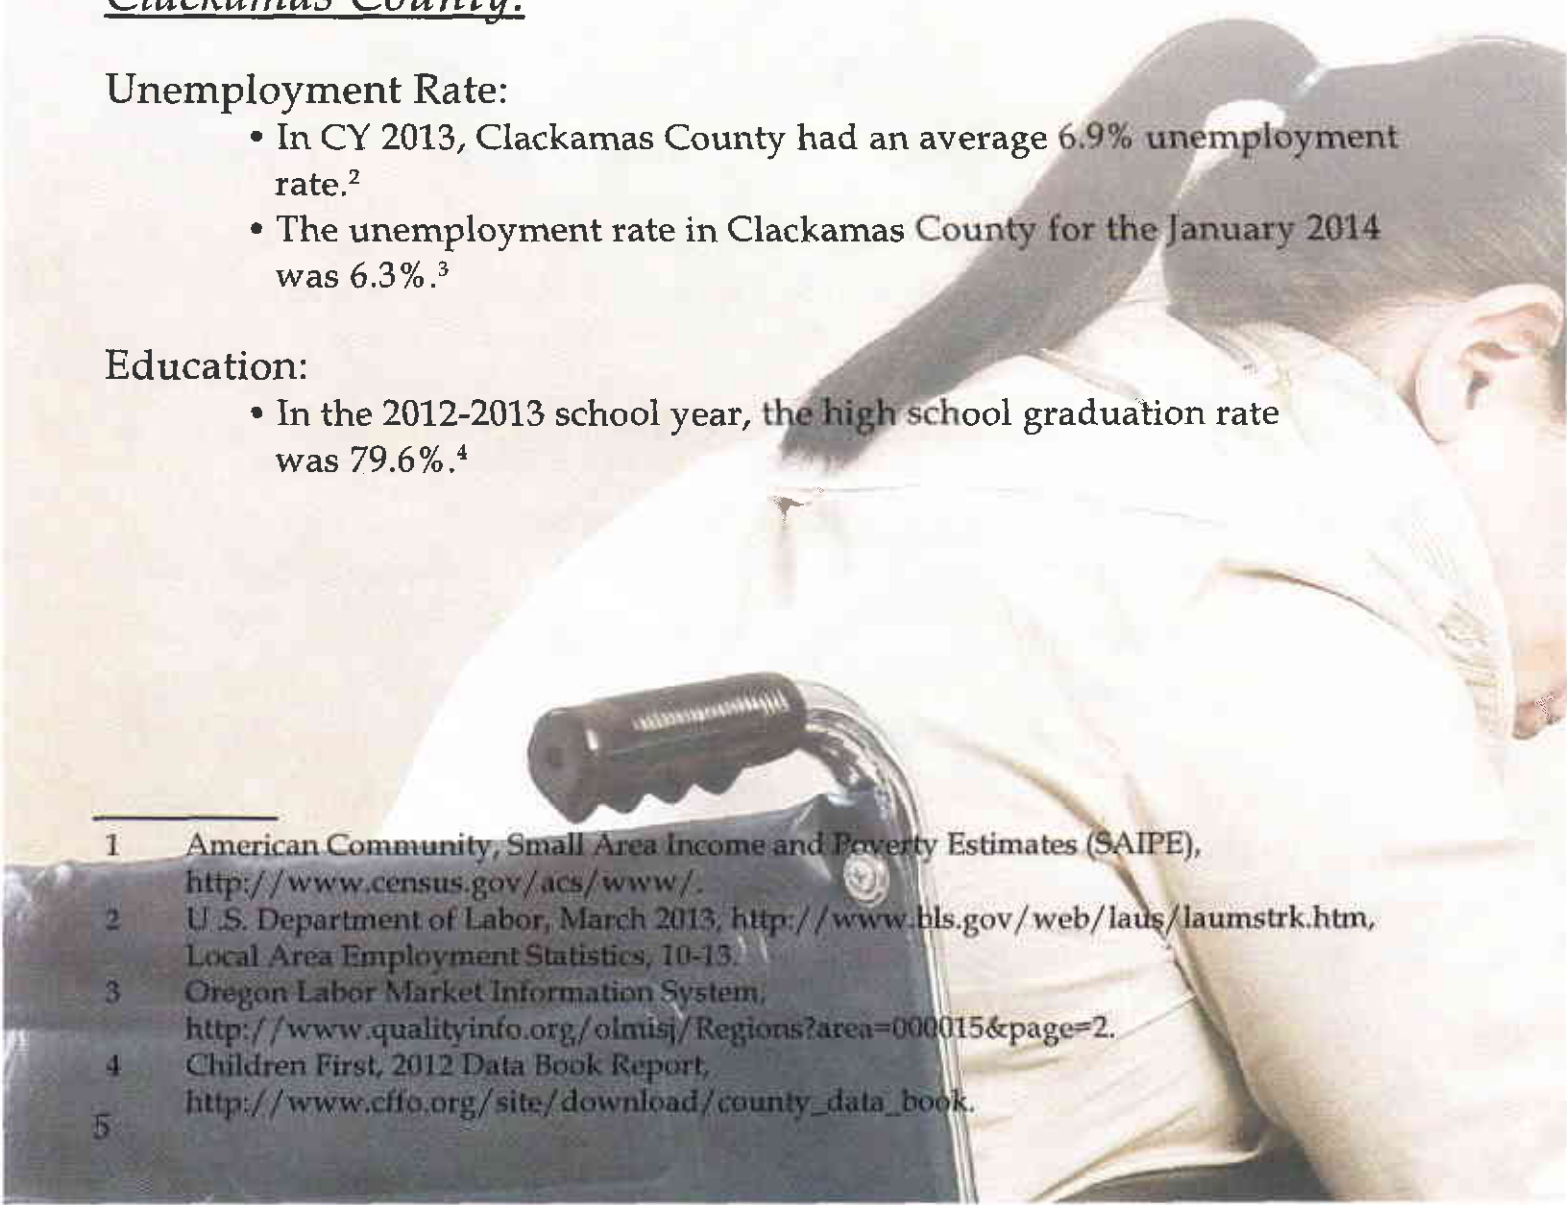 Clackamas County:
Unemployment Rate:
• In CY 2013, Clackamas County had an average 6.9% unemployment
rate.²
• The unemployment rate in Clackamas County for the January 2014
was 6.3%.³
Education:
• In the 2012-2013 school year, the high school graduation rate
was 79.6%.⁴
1 American Community, Small Area Income and Poverty Estimates (SAIPE),
http://www.census.gov/acs/www/.
2 U.S. Department of Labor, March 2013, http://www.bls.gov/web/laus/laumstrk.htm,
Local Area Employment Statistics, 10-13.
3 Oregon Labor Market Information System,
http://www.qualityinfo.org/olmisj/Regions?area=000015&page=2.
4 Children First, 2012 Data Book Report,
http://www.cffo.org/site/download/county_data_book.
5